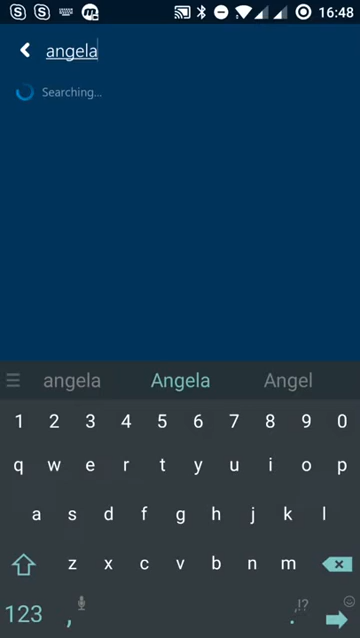 16:48
angela
Searching...
angela Angela Angel
1 2 3 4 5 6 7 8 9 0
q w e r t y u i o p
a s d f g h j k l
z x c v b n m
123 , . ,!?